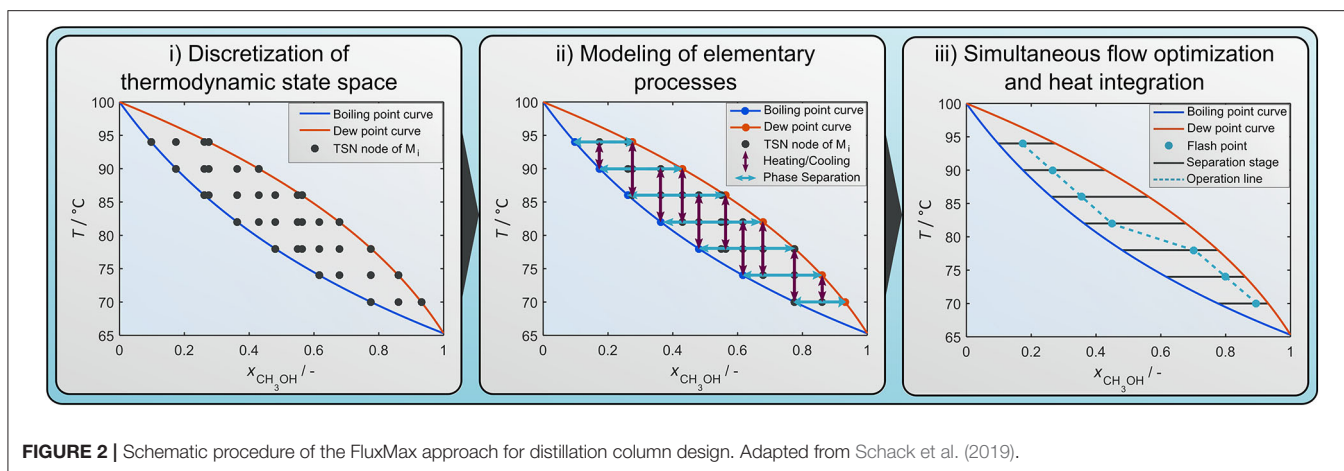 i) Discretization of
thermodynamic state space
100
95
90
85
80
75
70
65
T / °C
0
0.2
0.4
0.6
0.8
1
xCH3OH / -
Boiling point curve
Dew point curve
TSN node of Mi
ii) Modeling of elementary
processes
100
95
90
85
80
75
70
65
T / °C
0
0.2
0.4
0.6
0.8
1
xCH3OH / -
Boiling point curve
Dew point curve
TSN node of Mi
Heating/Cooling
Phase Separation
iii) Simultaneous flow optimization
and heat integration
100
95
90
85
80
75
70
65
T / °C
0
0.2
0.4
0.6
0.8
1
xCH3OH / -
Boiling point curve
Dew point curve
Flash point
Separation stage
Operation line
FIGURE 2 | Schematic procedure of the FluxMax approach for distillation column design. Adapted from Schack et al. (2019).